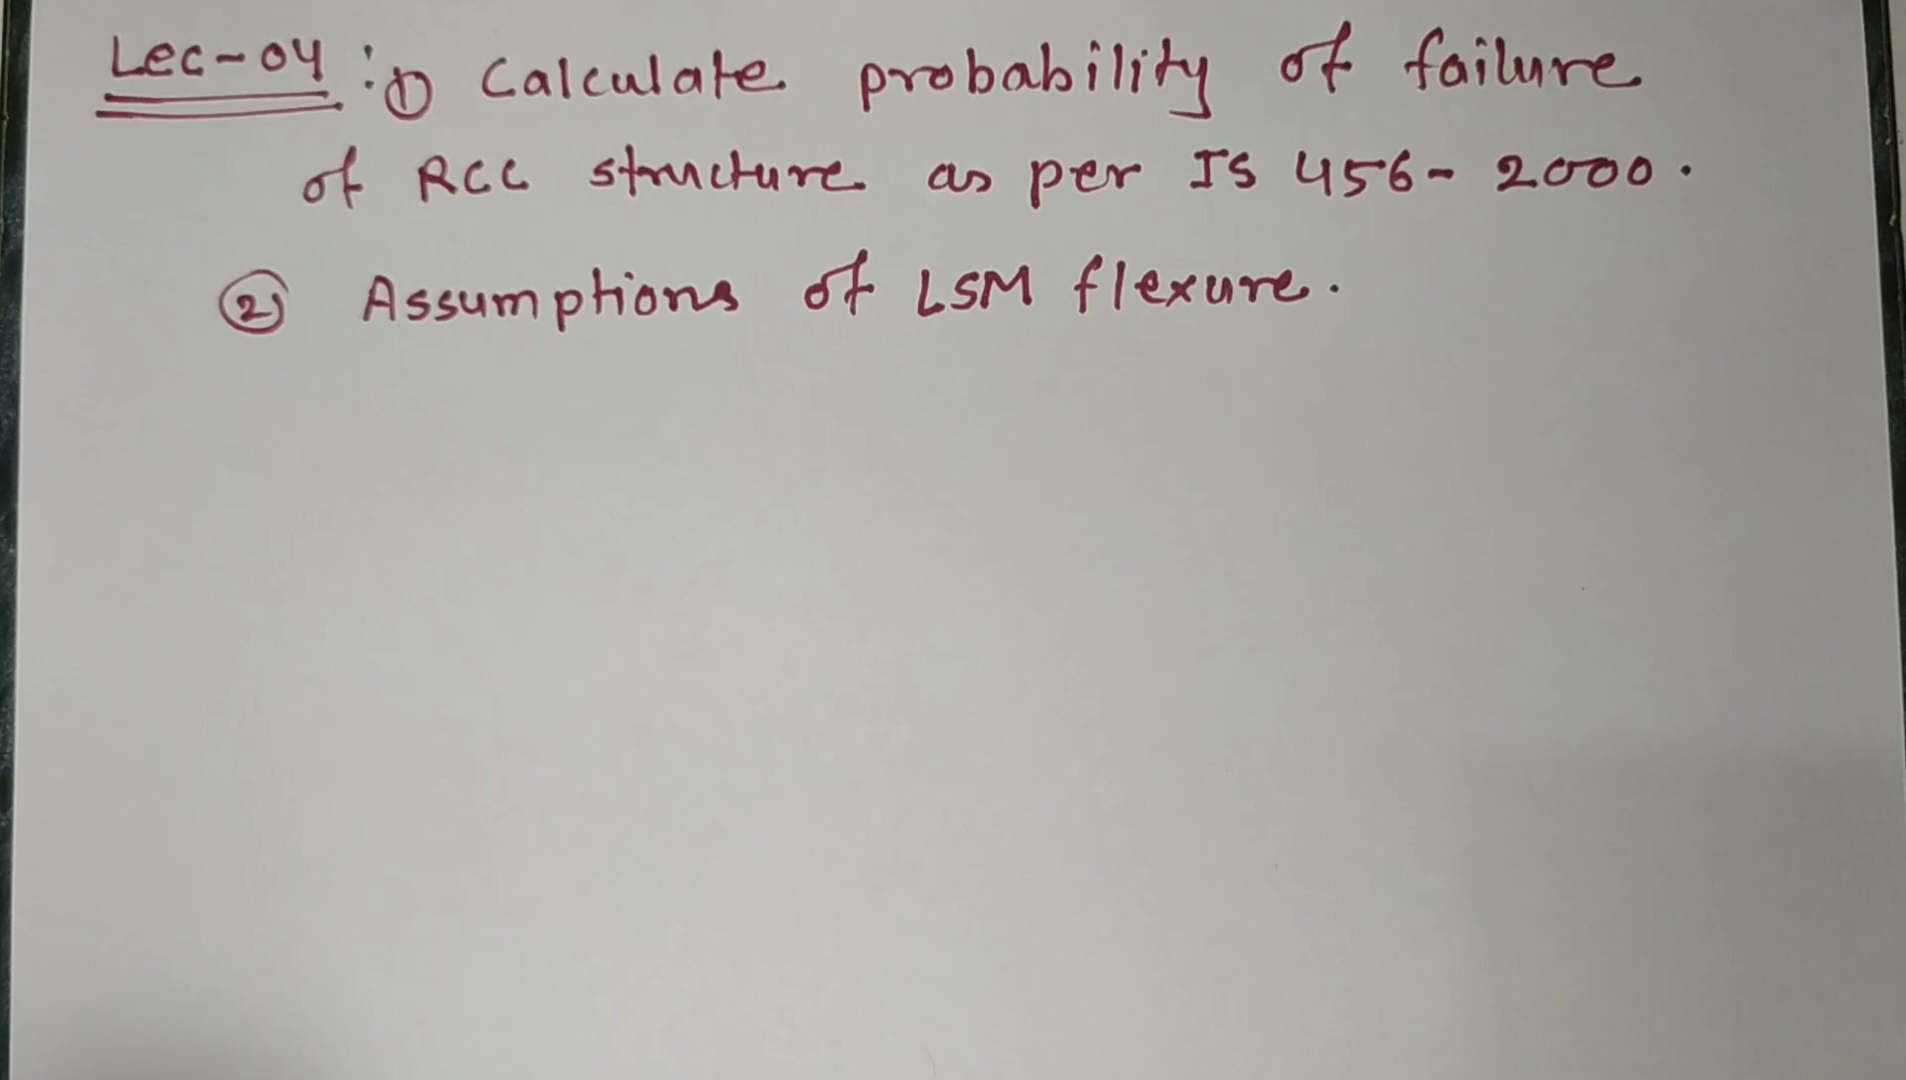 Lec-04 : ① Calculate probability of failure
of RCC structure as per IS 456-2000.
② Assumptions of LSM flexure.